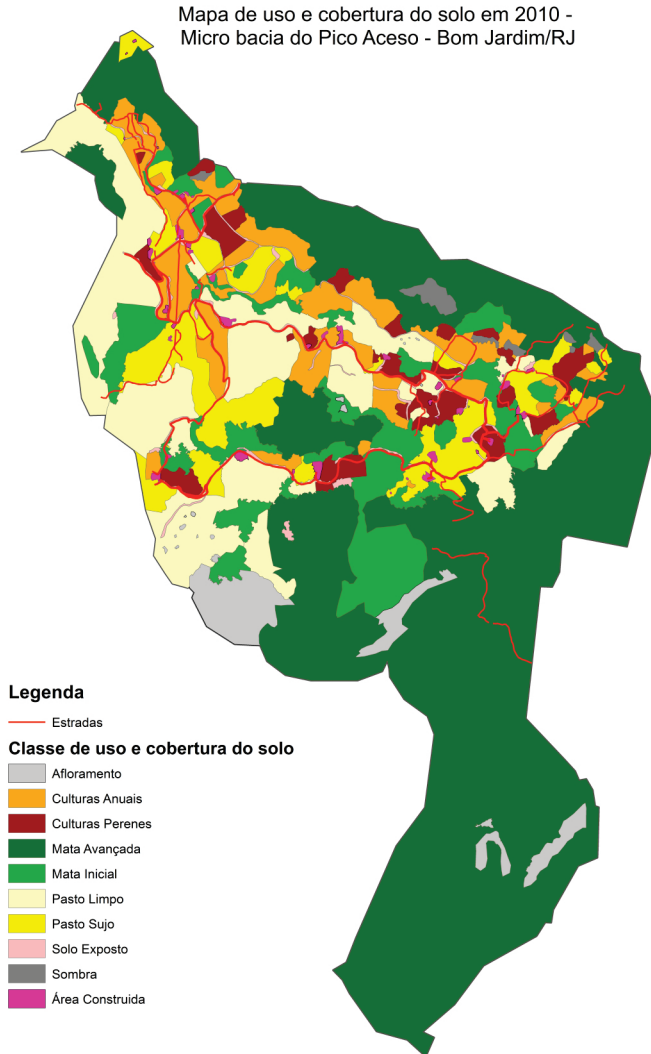 Mapa de uso e cobertura do solo em 2010 -
Micro bacia do Pico Aceso - Bom Jardim/RJ
Legenda
Estradas
Classe de uso e cobertura do solo
Afloramento
Culturas Anuais
Culturas Perenes
Mata Avançada
Mata Inicial
Pasto Limpo
Pasto Sujo
Solo Exposto
Sombra
Área Construida